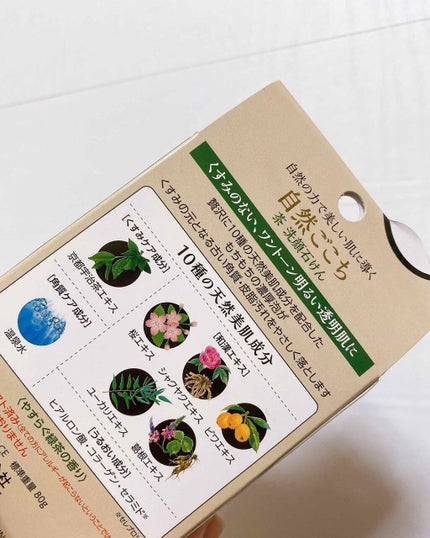 自然の力で美しい肌に導く
自然ごこち
茶 洗顔石けん
くすみのない、ワントーン明るい透明肌に
贅沢に10種の天然美肌成分を配合した
もちもちの濃厚泡が
くすみの元となる古い角質・皮脂汚れをやさしく落とします
10種の天然美肌成分
[くすみケア成分]
京都宇治茶エキス
[角質ケア成分]
温泉水
[和漢エキス]
桜エキス
シャクヤクエキス
ビワエキス
ユーカリエキス
葛根エキス
[うるおい成分]
ヒアルロン酸 コラーゲン セラミド※
〈やすらぐ緑茶の香り〉
標準重量 80g